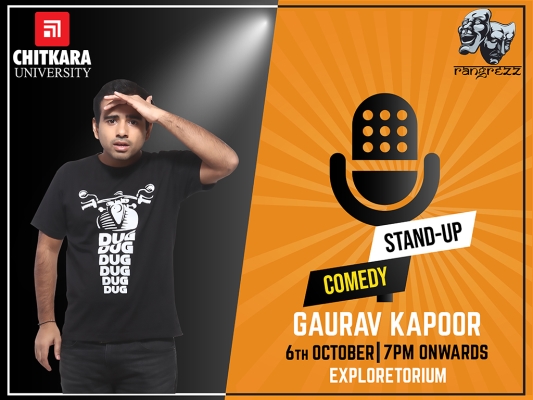 CHITKARA
UNIVERSITY
rangrezz
DUG
DUG
DUG
DUG
DUG
DUG
STAND-UP
COMEDY
GAURAV KAPOOR
6TH OCTOBER|7PM ONWARDS
EXPLORETORIUM